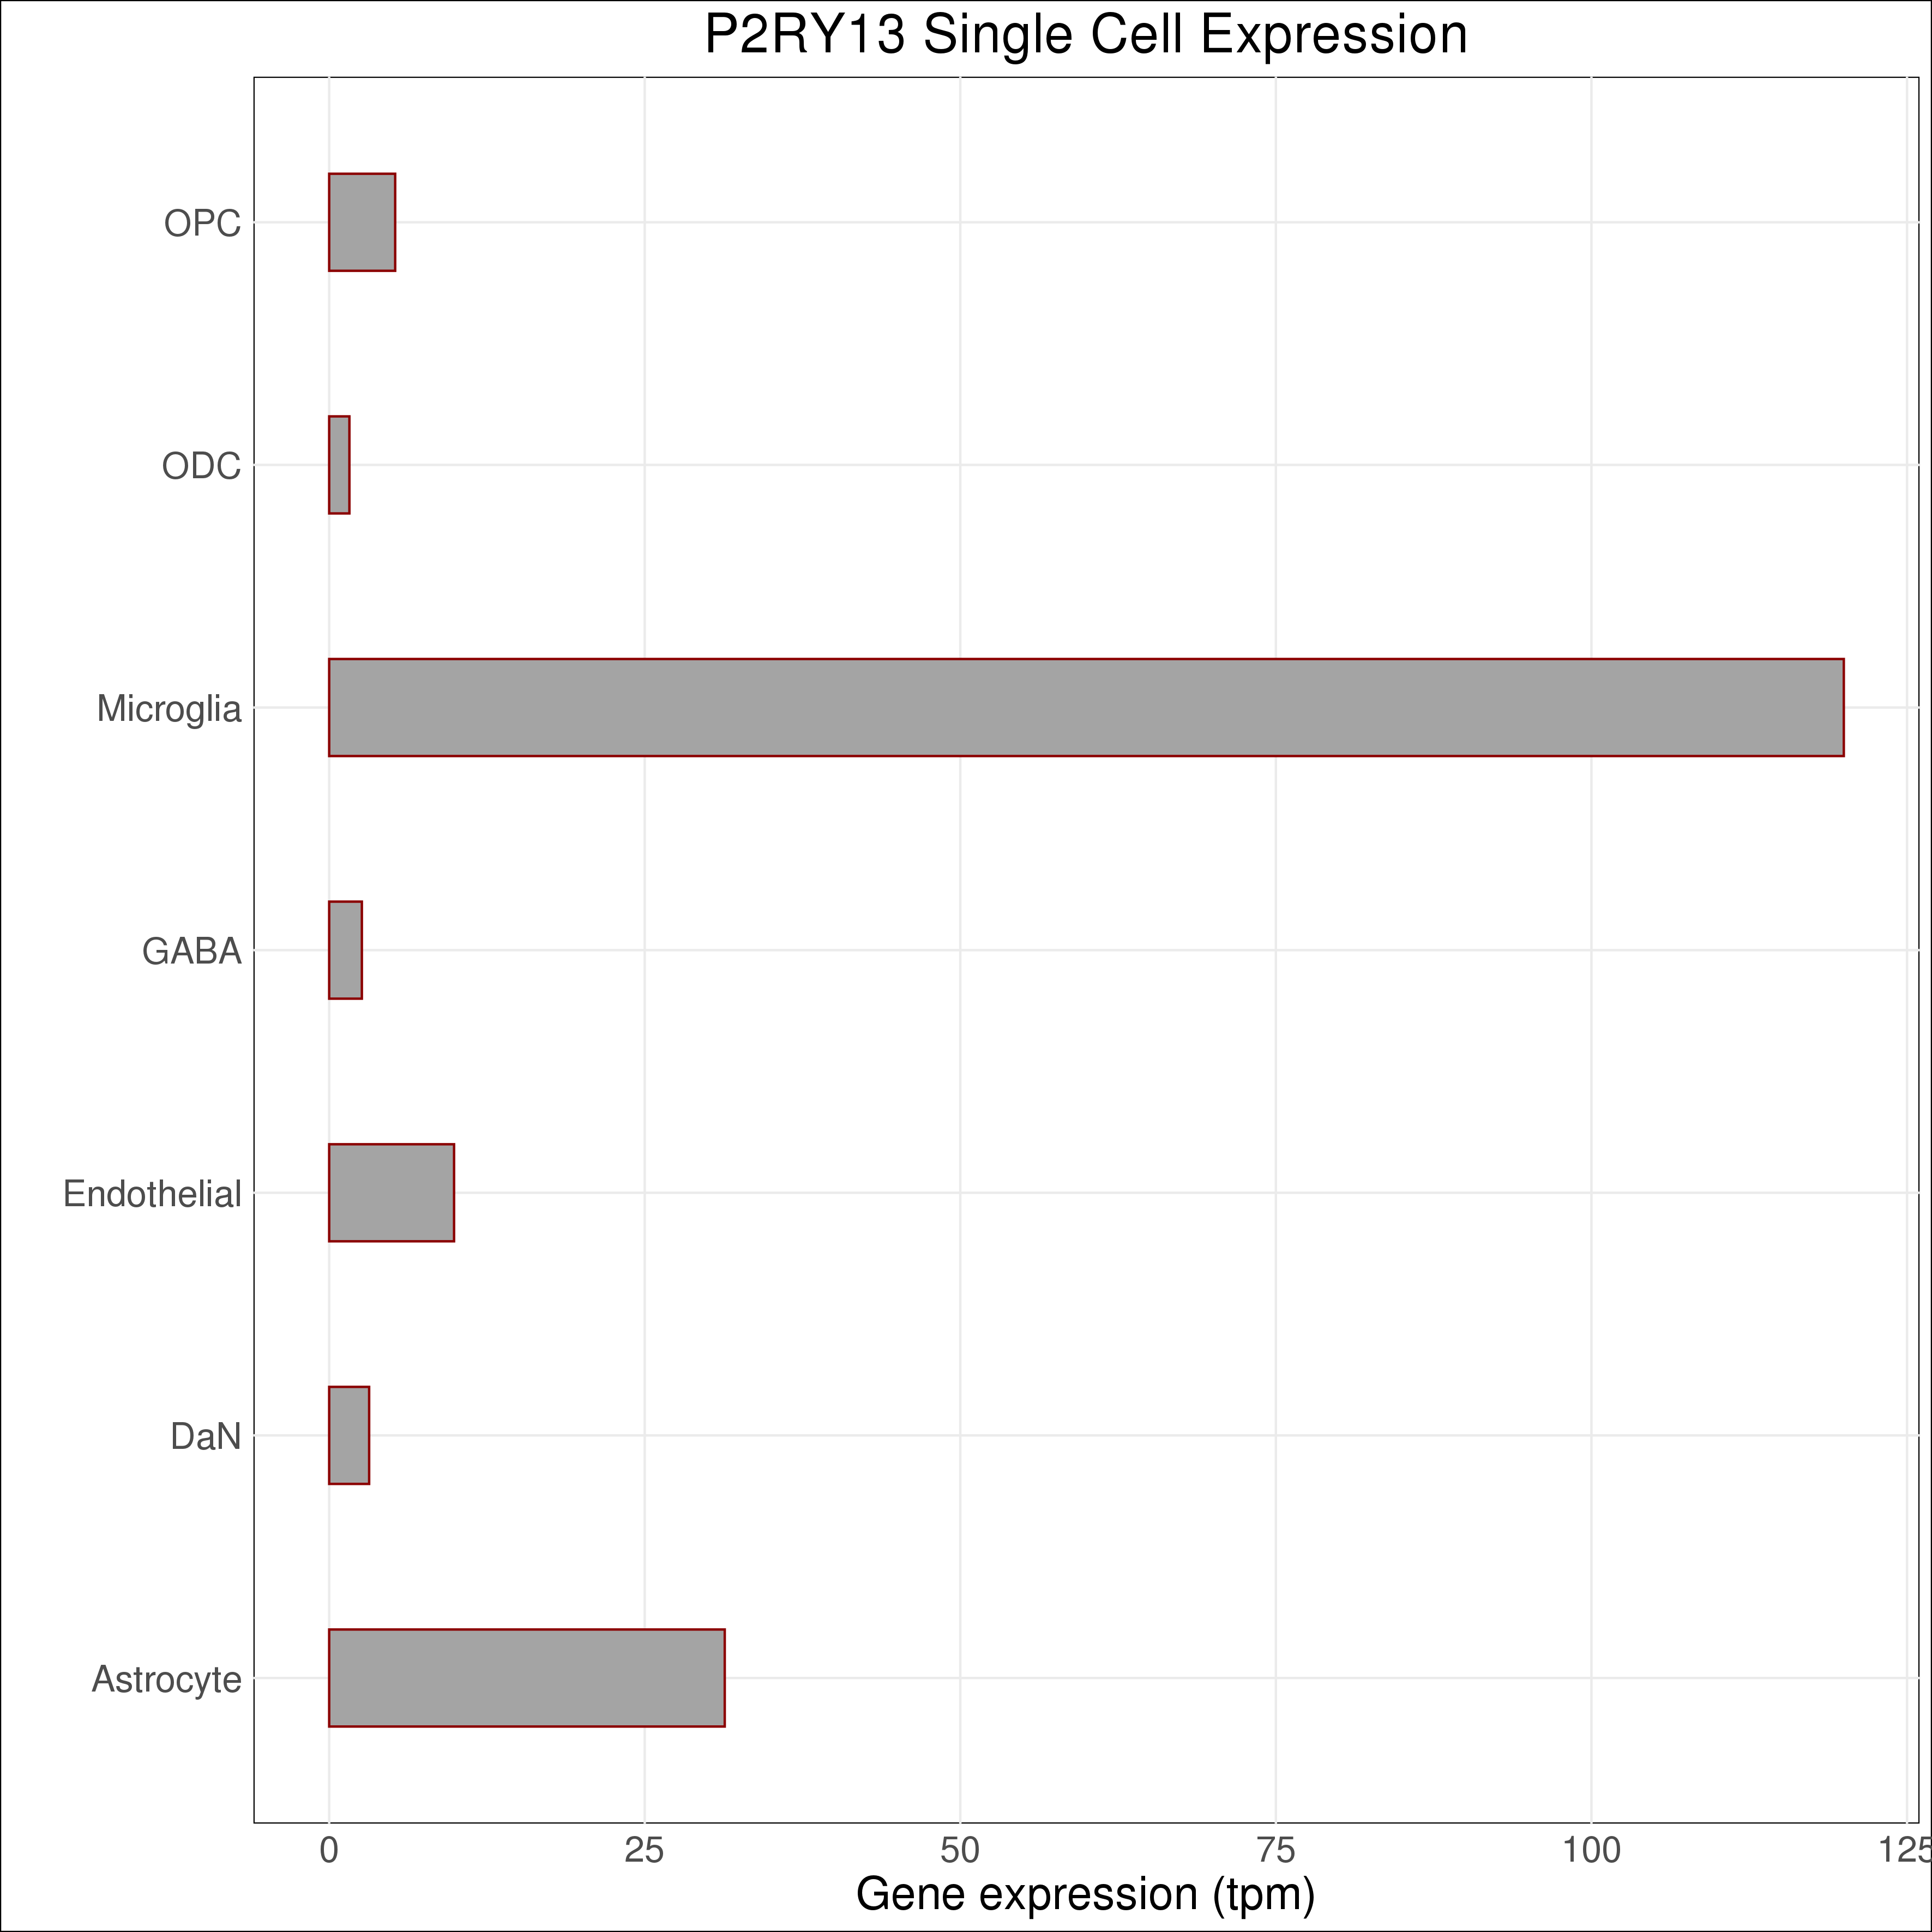 P2RY13 Single Cell Expression
OPC
ODC
Microglia
GABA
Endothelial
DaN
Astrocyte
0 25 50 75 100 125
Gene expression (tpm)